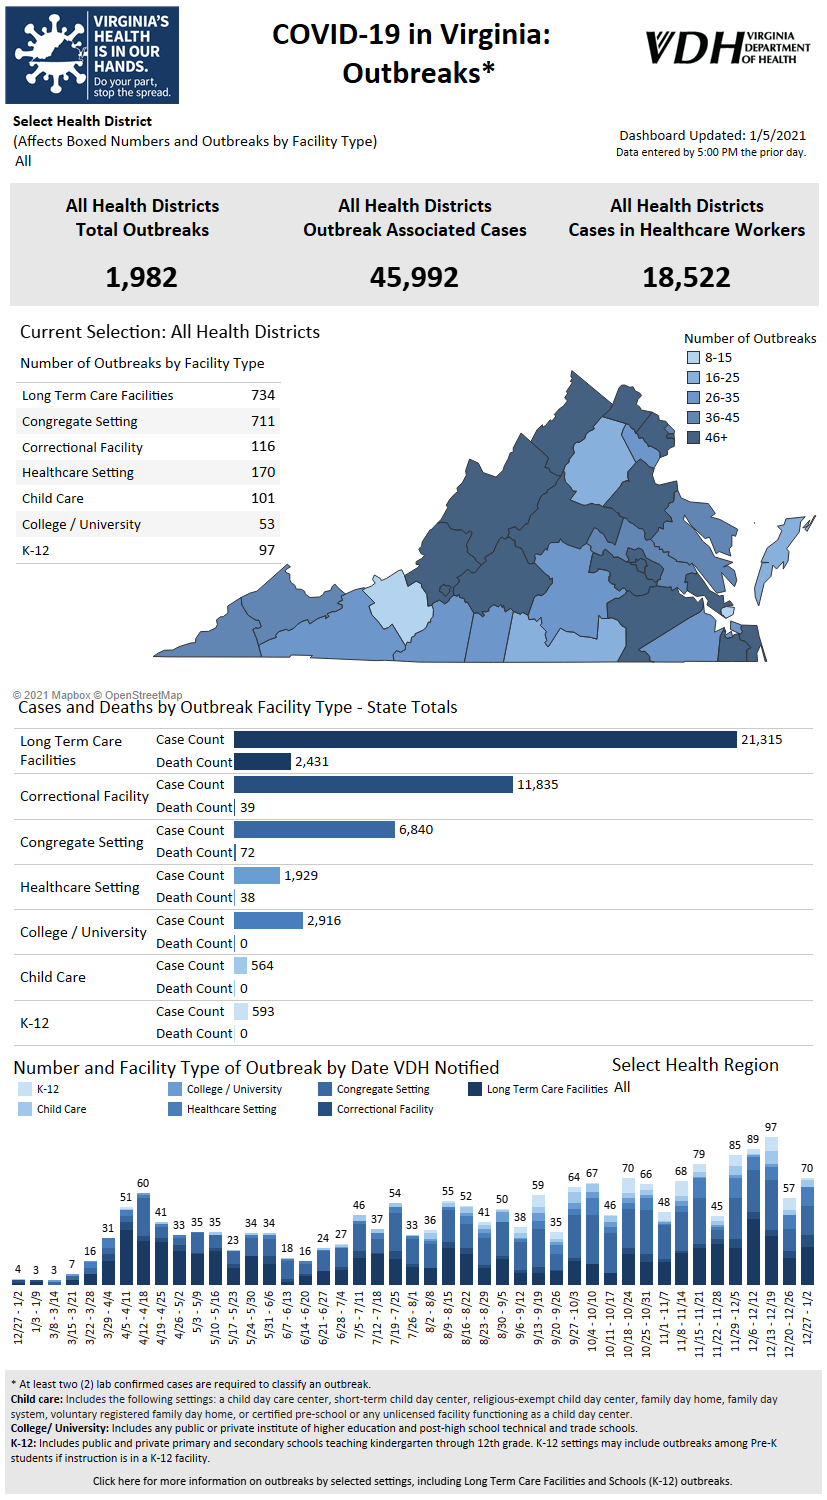 VIRGINIA'S
HEALTH
IS IN OUR
HANDS.
Do your part,
stop the spread.
COVID-19 in Virginia:
Outbreaks*
VDH VIRGINIA
DEPARTMENT
OF HEALTH
Select Health District
(Affects Boxed Numbers and Outbreaks by Facility Type)
All
Dashboard Updated: 1/5/2021
Data entered by 5:00 PM the prior day.
All Health Districts
Total Outbreaks
1,982
All Health Districts
Outbreak Associated Cases
45,992
All Health Districts
Cases in Healthcare Workers
18,522
Current Selection: All Health Districts
Number of Outbreaks by Facility Type
Long Term Care Facilities 734
Congregate Setting 711
Correctional Facility 116
Healthcare Setting 170
Child Care 101
College / University 53
K-12 97
Number of Outbreaks
8-15
16-25
26-35
36-45
46+
© 2021 Mapbox © OpenStreetMap
Cases and Deaths by Outbreak Facility Type - State Totals
Long Term Care
Facilities
Case Count 21,315
Death Count 2,431
Correctional Facility
Case Count 11,835
Death Count 39
Congregate Setting
Case Count 6,840
Death Count 72
Healthcare Setting
Case Count 1,929
Death Count 38
College / University
Case Count 2,916
Death Count 0
Child Care
Case Count 564
Death Count 0
K-12
Case Count 593
Death Count 0
Number and Facility Type of Outbreak by Date VDH Notified
Select Health Region
All
K-12 College / University Congregate Setting Long Term Care Facilities
Child Care Healthcare Setting Correctional Facility
4 3 3 7 16 31 51 60 41 33 35 35 23 34 34 18 16 24 27 46 37 54 33 36 55 52 41 50 38 59 35 64 67 46 70 66 48 68 79 45 85 89 97 57 70
12/27 - 1/2
1/3 - 1/9
3/8 - 3/14
3/15 - 3/21
3/22 - 3/28
3/29 - 4/4
4/5 - 4/11
4/12 - 4/18
4/19 - 4/25
4/26 - 5/2
5/3 - 5/9
5/10 - 5/16
5/17 - 5/23
5/24 - 5/30
5/31 - 6/6
6/7 - 6/13
6/14 - 6/20
6/21 - 6/27
6/28 - 7/4
7/5 - 7/11
7/12 - 7/18
7/19 - 7/25
7/26 - 8/1
8/2 - 8/8
8/9 - 8/15
8/16 - 8/22
8/23 - 8/29
8/30 - 9/5
9/6 - 9/12
9/13 - 9/19
9/20 - 9/26
9/27 - 10/3
10/4 - 10/10
10/11 - 10/17
10/18 - 10/24
10/25 - 10/31
11/1 - 11/7
11/8 - 11/14
11/15 - 11/21
11/22 - 11/28
11/29 - 12/5
12/6 - 12/12
12/13 - 12/19
12/20 - 12/26
12/27 - 1/2
* At least two (2) lab confirmed cases are required to classify an outbreak.
Child care: Includes the following settings: a child day care center, short-term child day center, religious-exempt child day center, family day home, family day
system, voluntary registered family day home, or certified pre-school or any unlicensed facility functioning as a child day center.
College/ University: Includes any public or private institute of higher education and post-high school technical and trade schools.
K-12: Includes public and private primary and secondary schools teaching kindergarten through 12th grade. K-12 settings may include outbreaks among Pre-K
students if instruction is in a K-12 facility.
Click here for more information on outbreaks by selected settings, including Long Term Care Facilities and Schools (K-12) outbreaks.